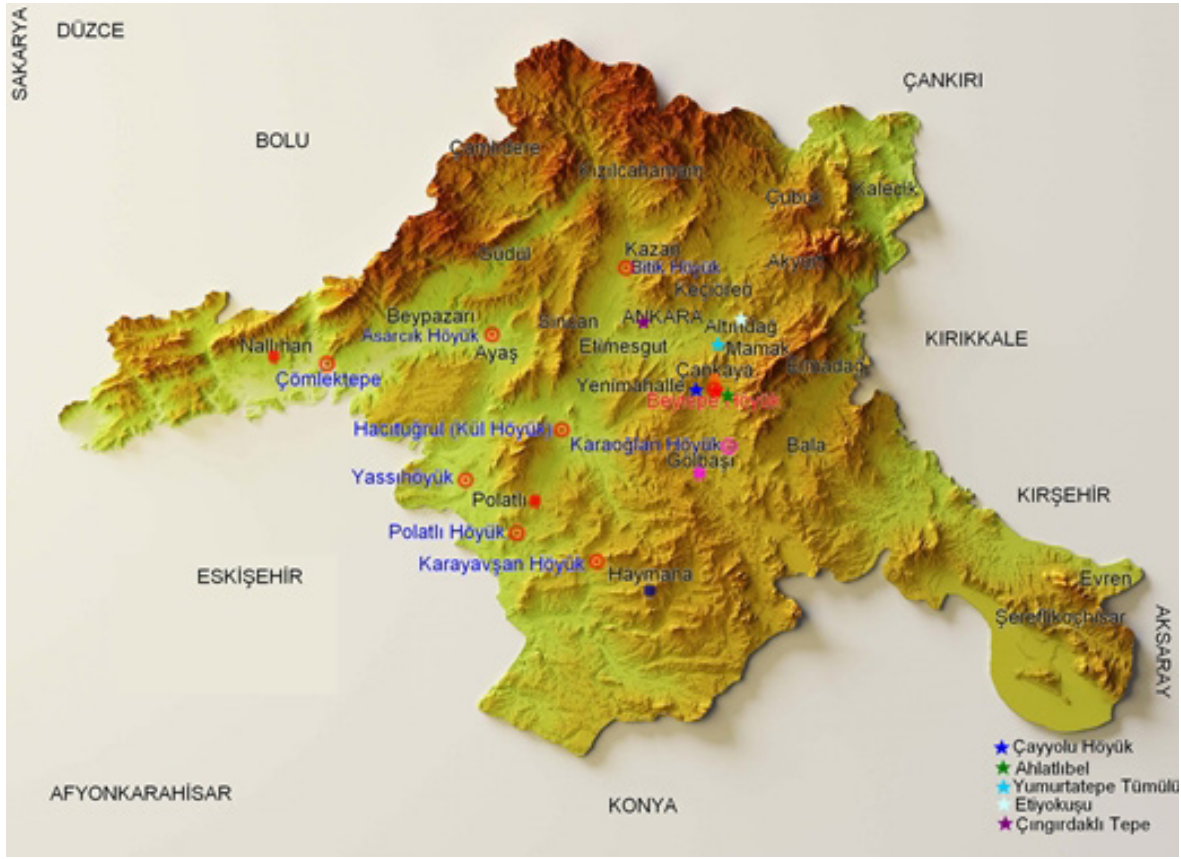 SAKARYA
DÜZCE
ÇANKIRI
BOLU
Çamlıdere
Kızılcahamam
Çubuk
Kalecik
Güdül
Kazan
Bitik Höyük
Akyurt
Keçiören
Beypazarı
Sincan
ANKARA
Altındağ
Asarcık Höyük
Ayaş
Etimesgut
Mamak
KIRIKKALE
Nallıhan
Çömlektepe
Çankaya
Elmadağ
Yenimahalle
Beytepe Höyük
Hacıtuğrul (Kül Höyük)
Karaoğlan Höyük
Bala
Gölbaşı
Yassıhöyük
Polatlı
KIRŞEHİR
Polatlı Höyük
Karayavşan Höyük
Haymana
ESKİŞEHİR
Evren
Şereflikoçhisar
AKSARAY
Çayyolu Höyük
Ahlatlıbel
Yumurtatepe Tümülü
Etiyokuşu
Çıngırdaklı Tepe
AFYONKARAHİSAR
KONYA